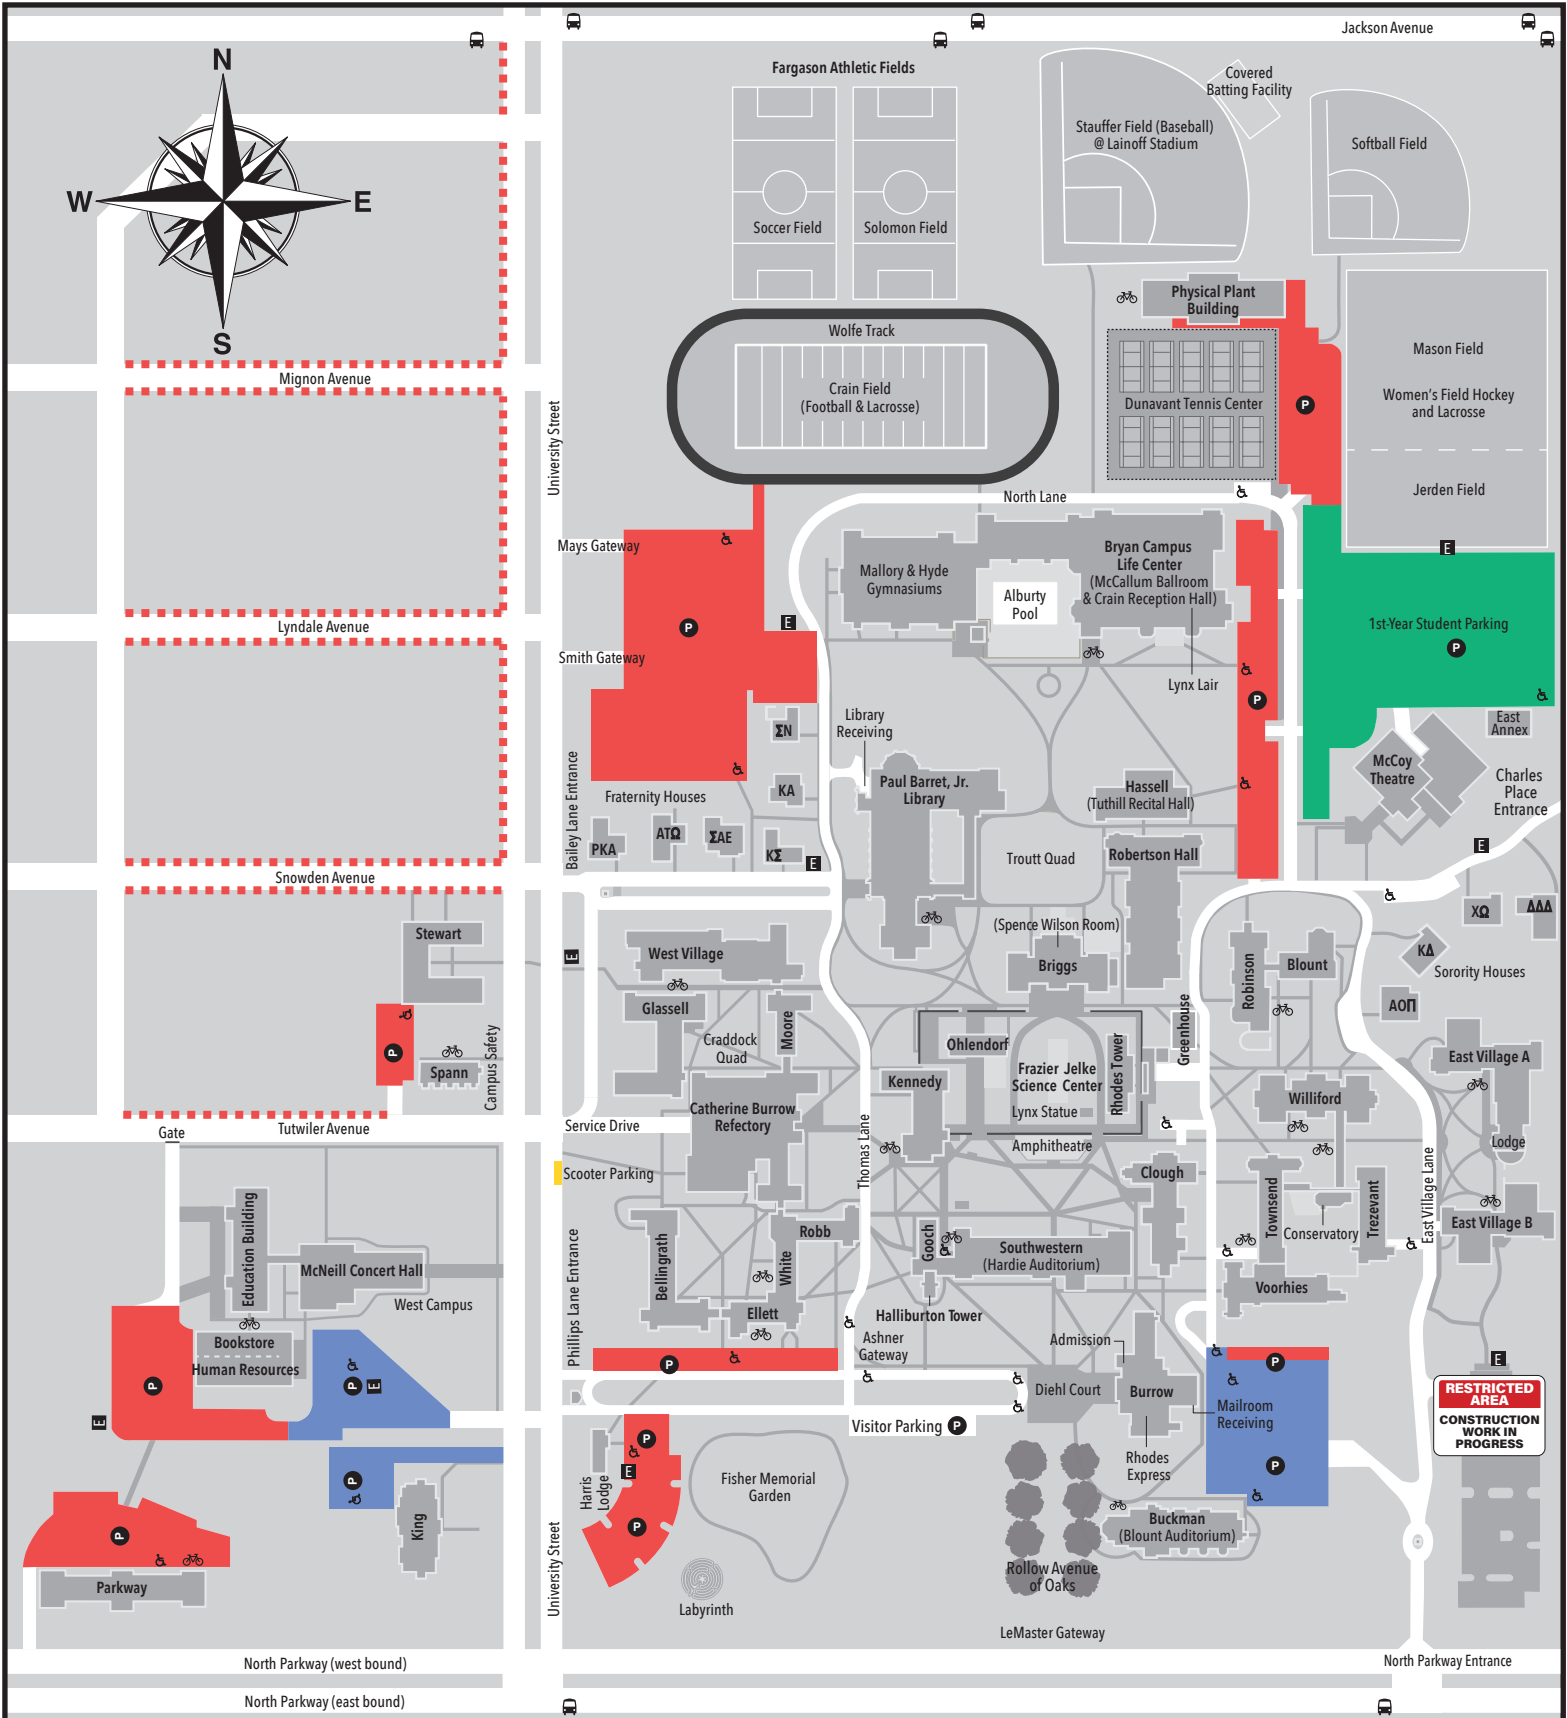 Jackson Avenue
N
W
E
S
Fargason Athletic Fields
Soccer Field
Solomon Field
Covered
Batting Facility
Stauffer Field (Baseball)
@ Lainoff Stadium
Softball Field
Physical Plant
Building
Wolfe Track
Crain Field
(Football & Lacrosse)
Dunavant Tennis Center
P
Mason Field
Women's Field Hockey
and Lacrosse
Jerden Field
Mignon Avenue
University Street
North Lane
Mays Gateway
Mallory & Hyde
Gymnasiums
Bryan Campus
Life Center
(McCallum Ballroom
& Crain Reception Hall)
Alburty
Pool
E
1st-Year Student Parking
P
Lyndale Avenue
P
E
Smith Gateway
Lynx Lair
P
ΣN
Library
Receiving
East
Annex
McCoy
Theatre
Charles
Place
Entrance
Bailey Lane Entrance
Fraternity Houses
KA
Paul Barret, Jr.
Library
Hassell
(Tuthill Recital Hall)
PKA
ATΩ
ΣAE
KΣ
E
Troutt Quad
Robertson Hall
E
Snowden Avenue
XΩ
ΔΔΔ
Stewart
E
West Village
(Spence Wilson Room)
Briggs
Robinson
Blount
KΔ
Sorority Houses
Glassell
Moore
Craddock
Quad
AOΠ
P
Spann
Campus Safety
Ohlendorf
Kennedy
Frazier Jelke
Science Center
Lynx Statue
Rhodes Tower
Greenhouse
East Village A
Williford
Lodge
Catherine Burrow
Refectory
Tutwiler Avenue
Gate
Service Drive
Scooter Parking
Thomas Lane
Amphitheatre
Clough
Townsend
Trezevant
Conservatory
East Village Lane
East Village B
Education Building
McNeill Concert Hall
West Campus
Phillips Lane Entrance
Bellingrath
Robb
White
Ellett
Gooch
Southwestern
(Hardie Auditorium)
Halliburton Tower
Voorhies
Bookstore
Human Resources
P
P
E
E
P
Ashner
Gateway
Admission
P
E
RESTRICTED
AREA
CONSTRUCTION
WORK IN
PROGRESS
Diehl Court
Burrow
Mailroom
Receiving
Visitor Parking P
P
E
Harris
Lodge
P
Fisher Memorial
Garden
Rhodes
Express
P
P
King
P
Buckman
(Blount Auditorium)
Parkway
Labyrinth
Rollow Avenue
of Oaks
University Street
LeMaster Gateway
North Parkway (west bound)
North Parkway Entrance
North Parkway (east bound)